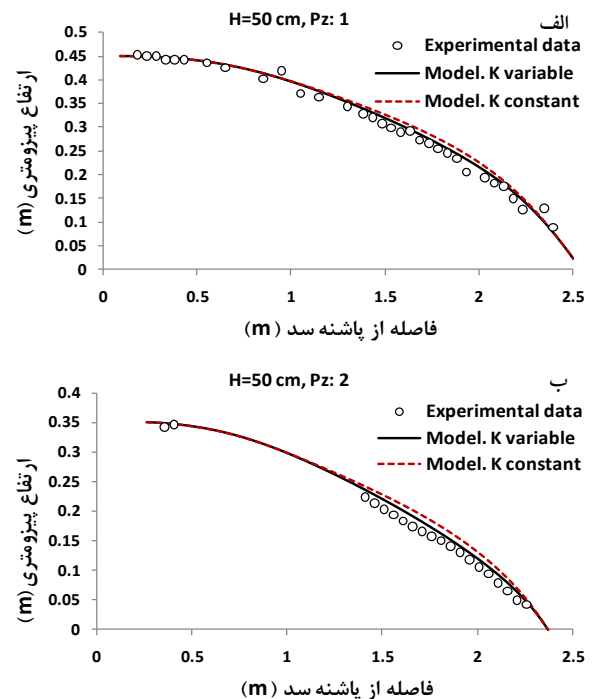 H=50 cm, Pz: 1
الف
Experimental data
Model. K variable
Model. K constant
ارتفاع پیزومتری (m)
0.5
0.45
0.4
0.35
0.3
0.25
0.2
0.15
0.1
0.05
0
0 0.5 1 1.5 2 2.5
فاصله از پاشنه سد (m)
H=50 cm, Pz: 2
ب
Experimental data
Model. K variable
Model. K constant
ارتفاع پیزومتری (m)
0.4
0.35
0.3
0.25
0.2
0.15
0.1
0.05
0
0 0.5 1 1.5 2 2.5
فاصله از پاشنه سد (m)